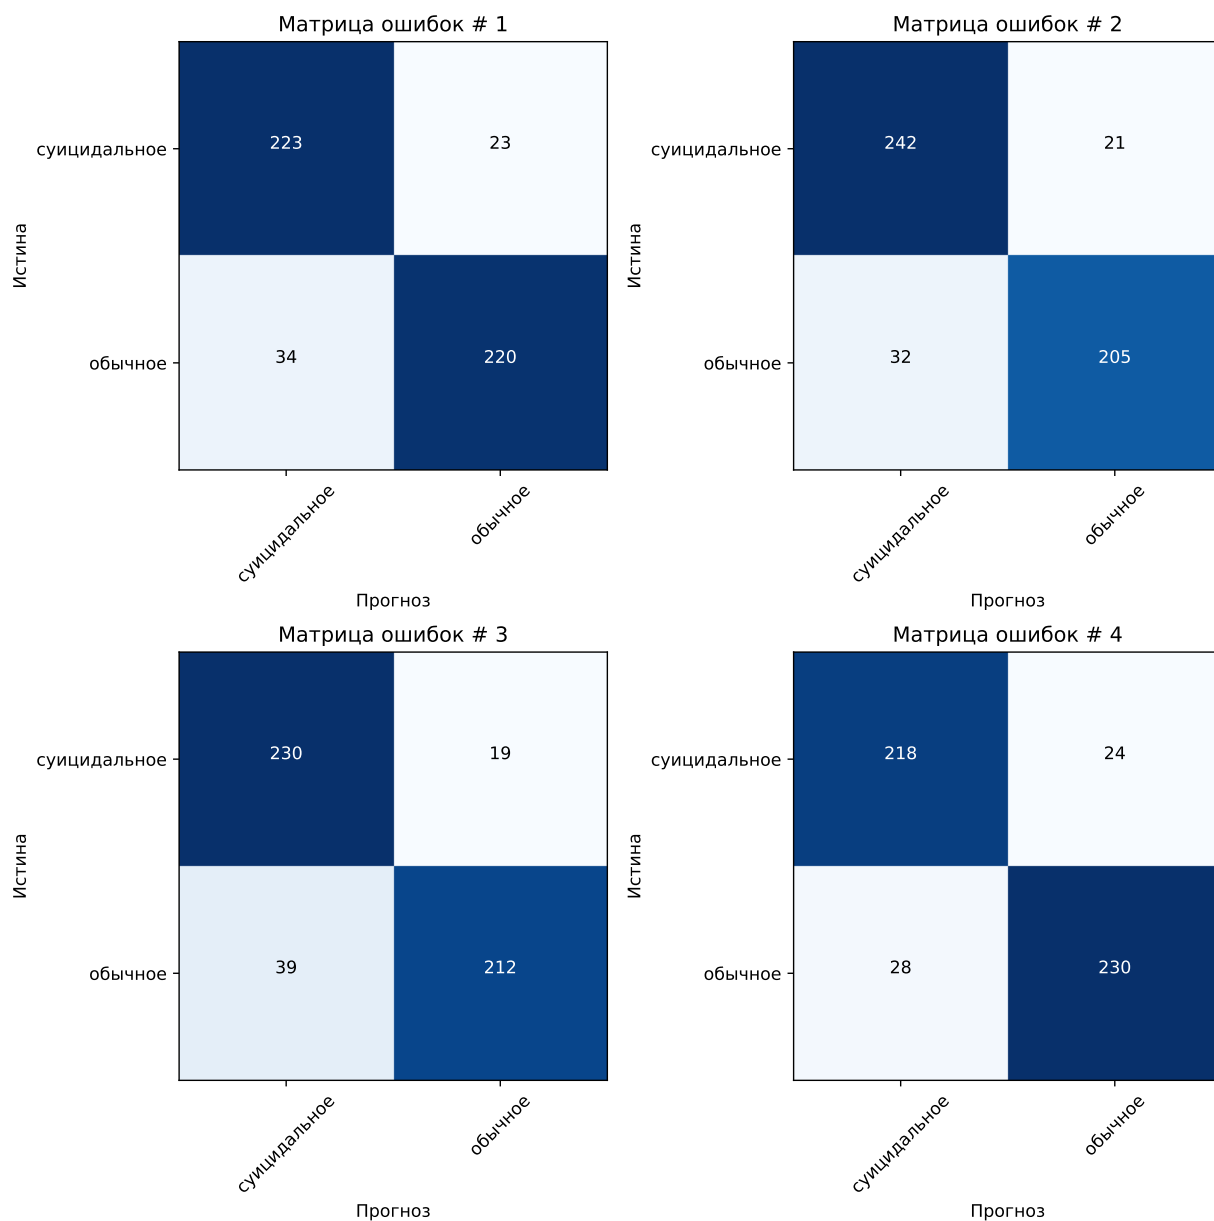 Матрица ошибок # 1
суицидальное
223
23
обычное
34
220
Истина
суицидальное
обычное
Прогноз
Матрица ошибок # 2
суицидальное
242
21
обычное
32
205
Истина
суицидальное
обычное
Прогноз
Матрица ошибок # 3
суицидальное
230
19
обычное
39
212
Истина
суицидальное
обычное
Прогноз
Матрица ошибок # 4
суицидальное
218
24
обычное
28
230
Истина
суицидальное
обычное
Прогноз